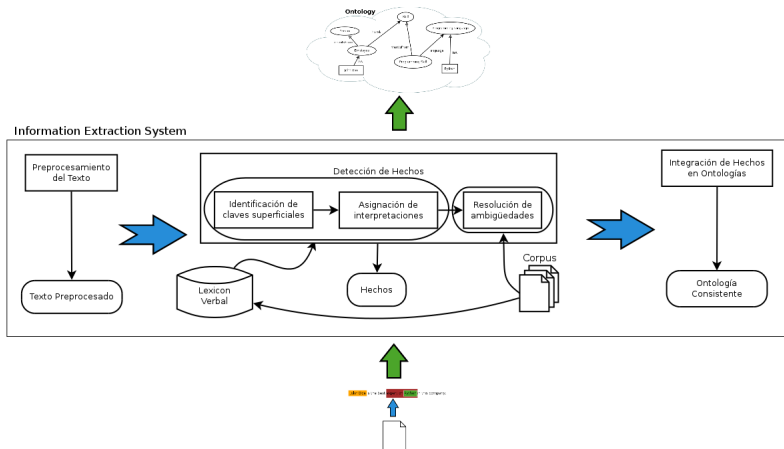 Ontology
Information Extraction System
Preprocesamiento
del Texto
Texto Preprocesado
Detección de Hechos
Identificación de
claves superficiales
Asignación de
interpretaciones
Resolución de
ambigüedades
Lexicon
Verbal
Hechos
Corpus
Integración de Hechos
en Ontologías
Ontología
Consistente